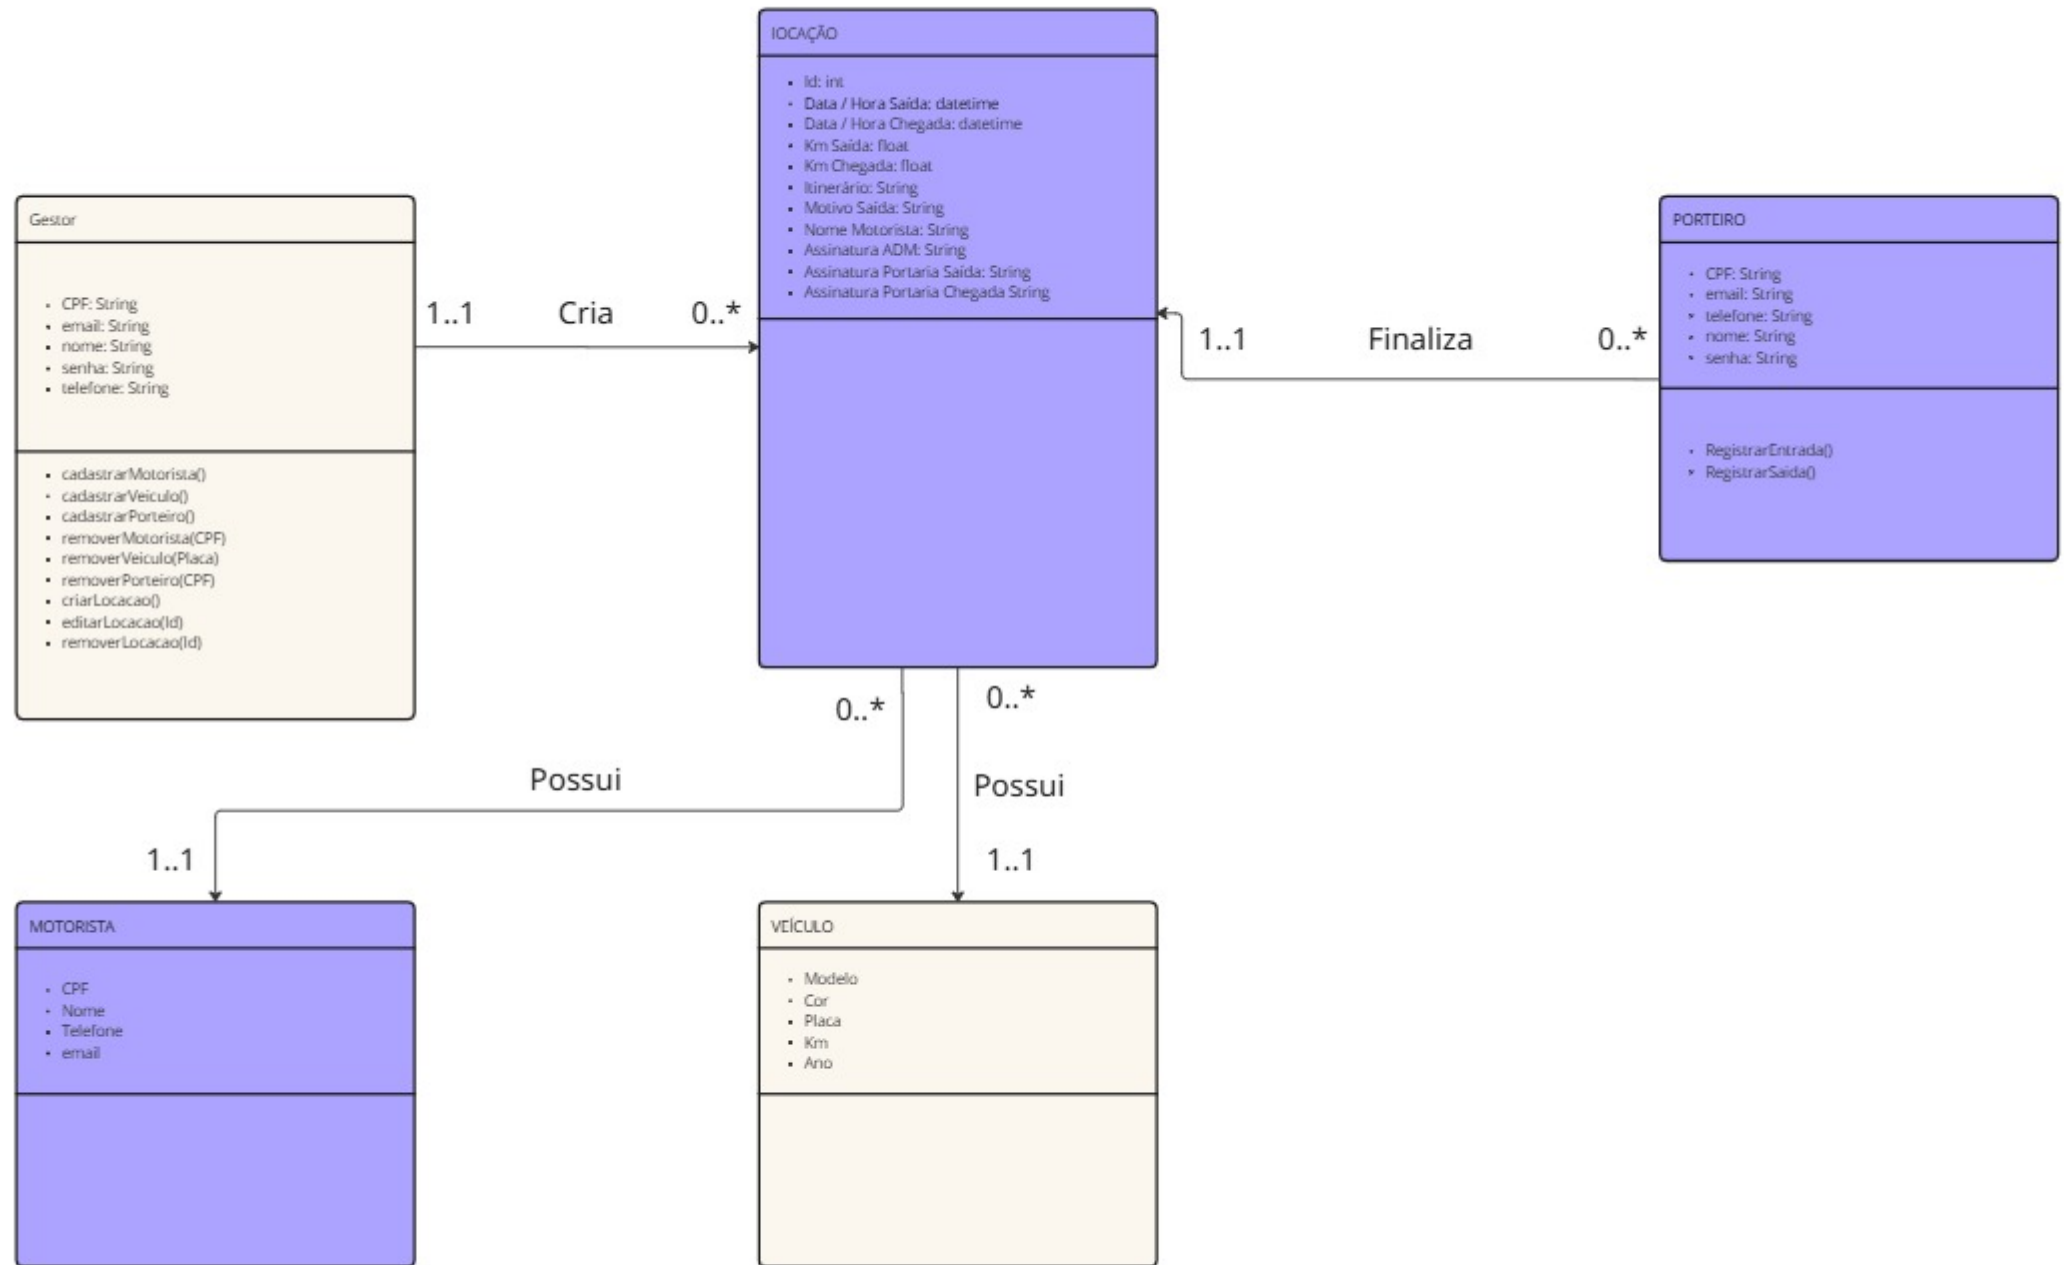 lOCAÇÃO
• Id: int
• Data / Hora Saída: datetime
• Data / Hora Chegada: datetime
• Km Saída: float
• Km Chegada: float
• Itinerário: String
• Motivo Saída: String
• Nome Motorista: String
• Assinatura ADM: String
• Assinatura Portaria Saída: String
• Assinatura Portaria Chegada String
Gestor
• CPF: String
• email: String
• nome: String
• senha: String
• telefone: String
• cadastrarMotorista()
• cadastrarVeiculo()
• cadastrarPorteiro()
• removerMotorista(CPF)
• removerVeiculo(Placa)
• removerPorteiro(CPF)
• criarLocacao()
• editarLocacao(Id)
• removerLocacao(Id)
1..1 Cria 0..*
PORTEIRO
• CPF: String
• email: String
• telefone: String
• nome: String
• senha: String
• RegistrarEntrada()
• RegistrarSaida()
1..1 Finaliza 0..*
0..*
Possui
1..1
0..*
Possui
1..1
MOTORISTA
• CPF
• Nome
• Telefone
• email
VEÍCULO
• Modelo
• Cor
• Placa
• Km
• Ano